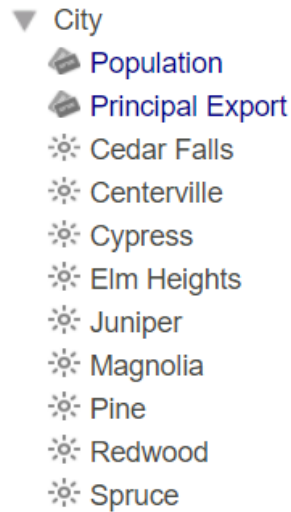 City
Population
Principal Export
Cedar Falls
Centerville
Cypress
Elm Heights
Juniper
Magnolia
Pine
Redwood
Spruce